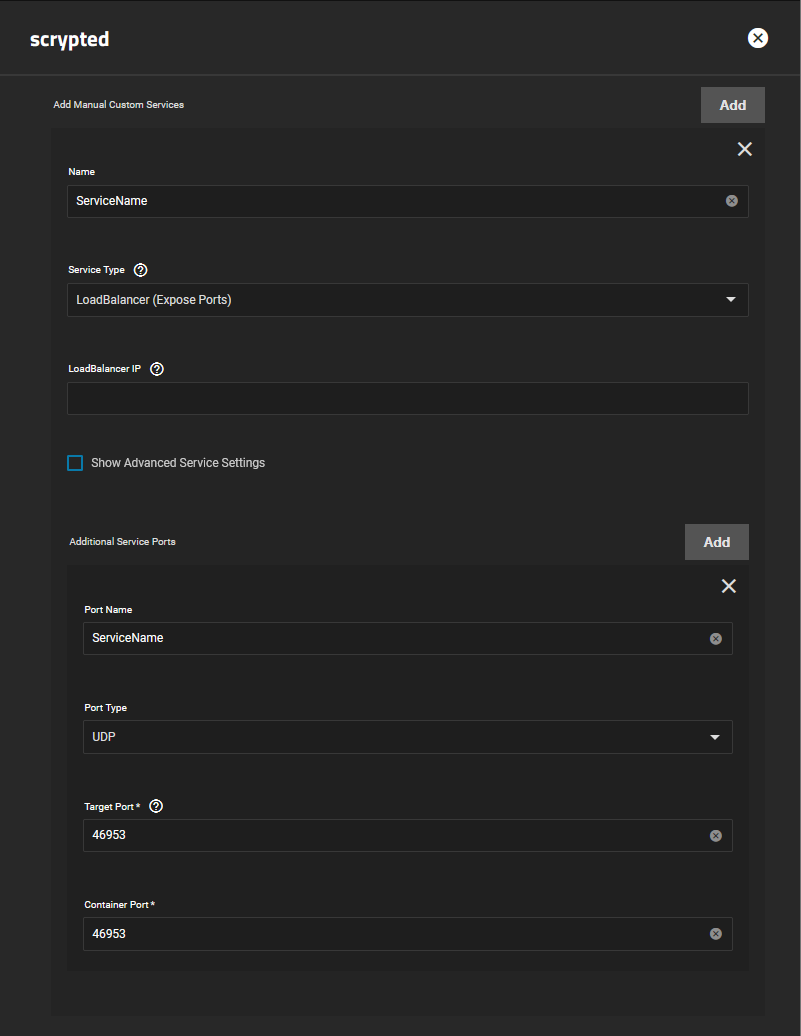 scrypted
Add Manual Custom Services
Add
Name
ServiceName
Service Type
LoadBalancer (Expose Ports)
LoadBalancer IP
Show Advanced Service Settings
Additional Service Ports
Add
Port Name
ServiceName
Port Type
UDP
Target Port *
46953
Container Port *
46953